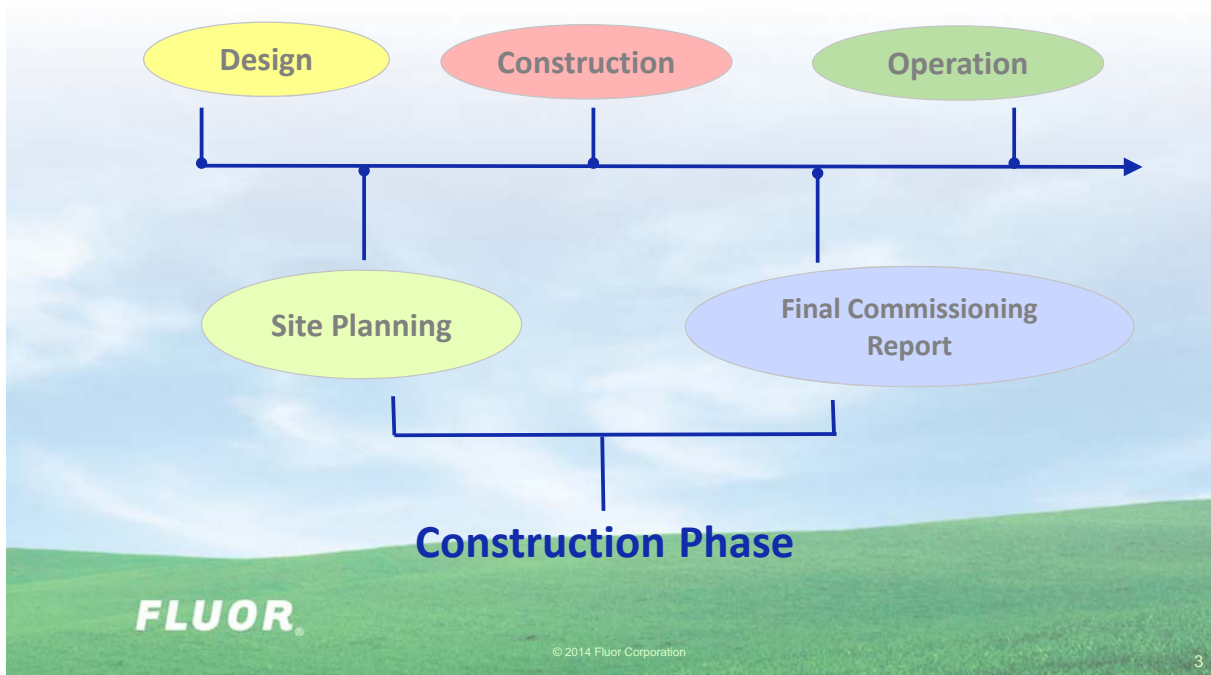 Design
Construction
Operation
Site Planning
Final Commissioning
Report
Construction Phase
FLUOR®
© 2014 Fluor Corporation
3